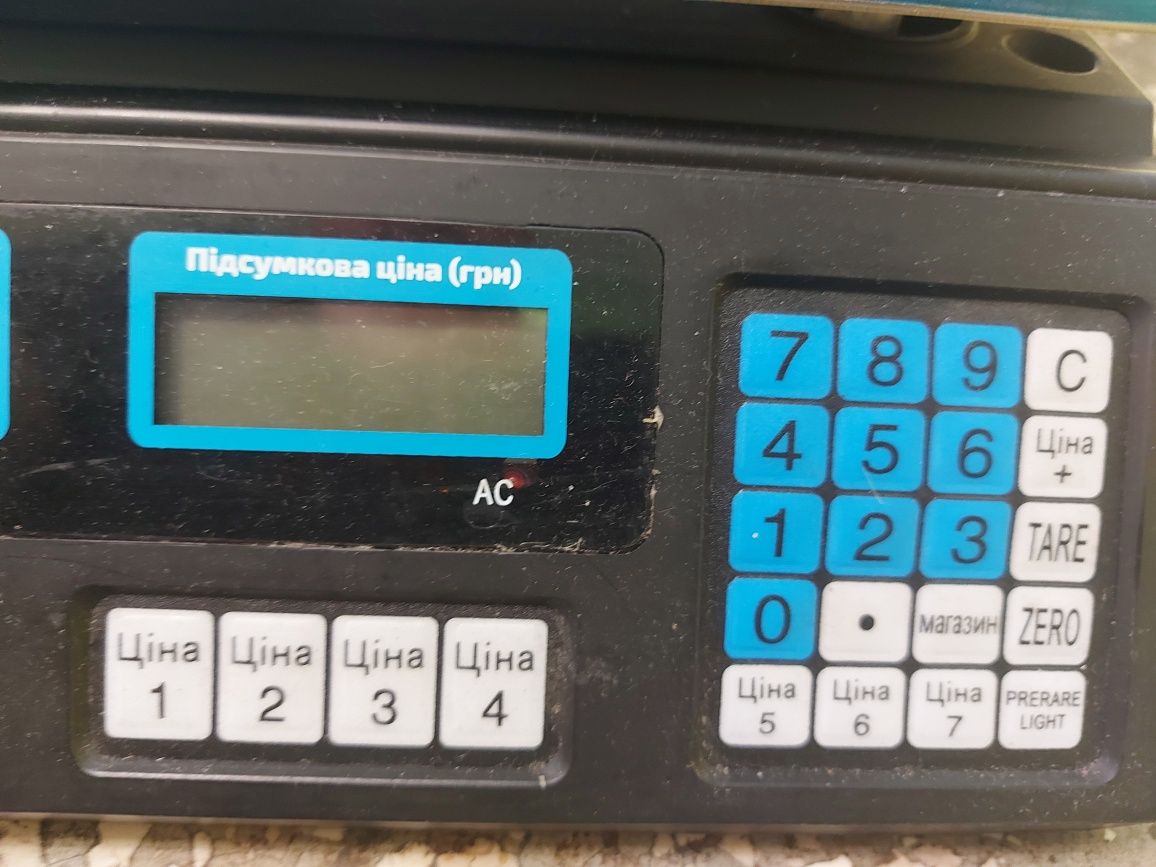 Підсумкова ціна (грн)
AC
7 8 9 C
4 5 6 Ціна +
1 2 3 TARE
0 • магазин ZERO
Ціна 5 Ціна 6 Ціна 7 PRERARE LIGHT
Ціна 1 Ціна 2 Ціна 3 Ціна 4